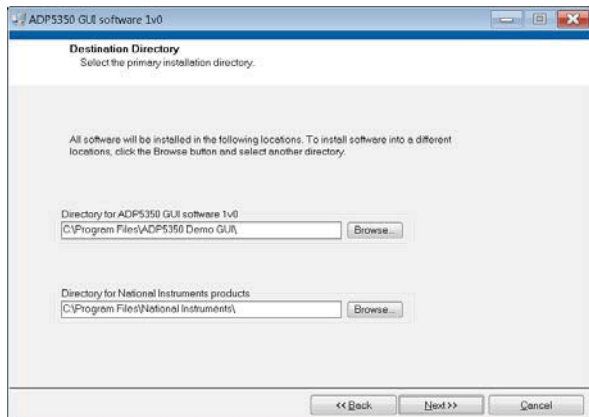 ADP5350 GUI software 1v0
Destination Directory
Select the primary installation directory.
All software will be installed in the following locations. To install software into a different
locations, click the Browse button and select another directory.
Directory for ADP5350 GUI software 1v0
C:\Program Files\ADP5350 Demo GUI\
Browse...
Directory for National Instruments products
C:\Program Files\National Instruments\
Browse...
<< Back
Next >>
Cancel